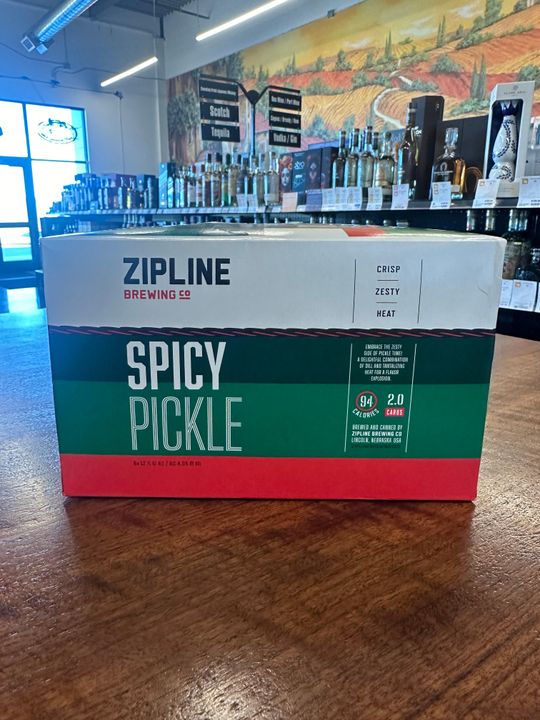 Scotch
Tequila
Vodka / Gin
ZIPLINE
BREWING CO
CRISP
ZESTY
HEAT
SPICY
PICKLE
EMBRACE THE ZESTY
SIDE OF PICKLE TIME!
A DELIGHTFUL COMBINATION
OF DILL AND TANTALIZING
HEAT FOR A FLAVOR
EXPLOSION.
94
CALORIES
2.0
CARBS
BREWED AND CANNED BY
ZIPLINE BREWING CO
LINCOLN, NEBRASKA USA